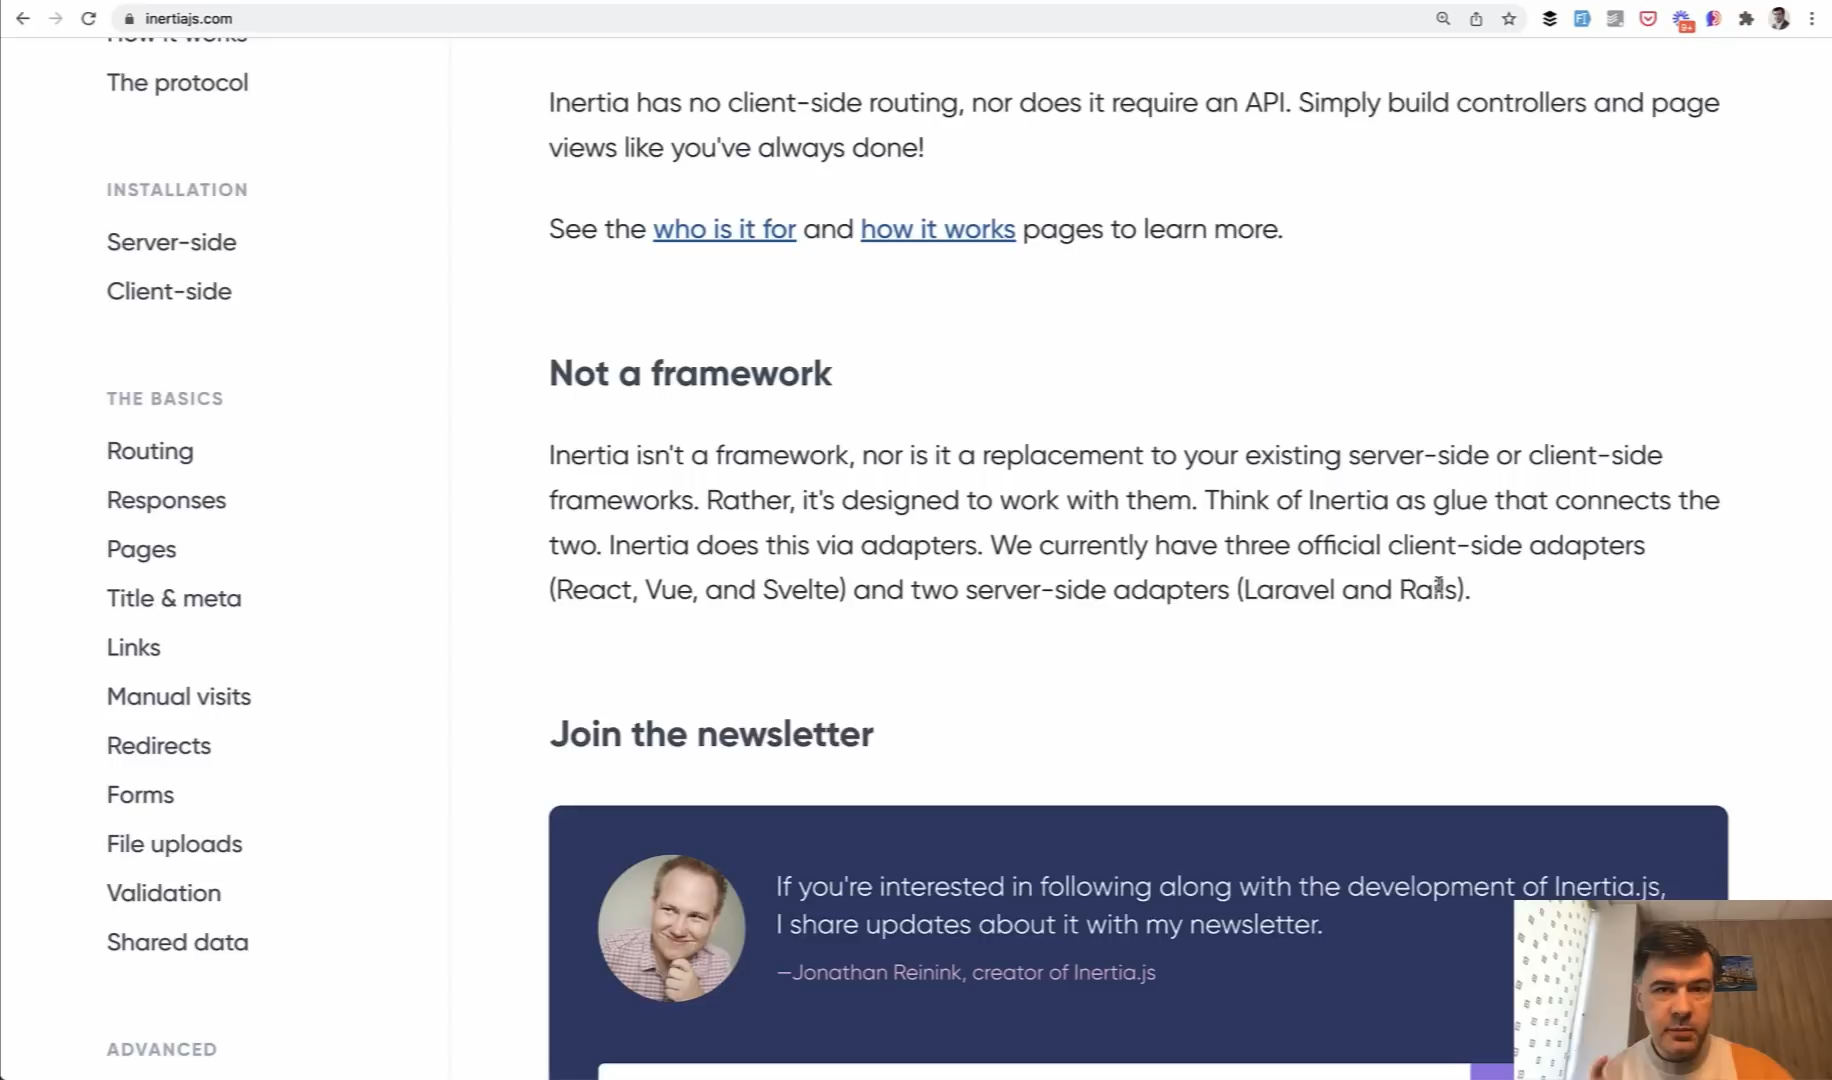 inertiajs.com
How it works
The protocol
INSTALLATION
Server-side
Client-side
THE BASICS
Routing
Responses
Pages
Title & meta
Links
Manual visits
Redirects
Forms
File uploads
Validation
Shared data
ADVANCED
Inertia has no client-side routing, nor does it require an API. Simply build controllers and page
views like you've always done!
See the who is it for and how it works pages to learn more.
Not a framework
Inertia isn't a framework, nor is it a replacement to your existing server-side or client-side
frameworks. Rather, it's designed to work with them. Think of Inertia as glue that connects the
two. Inertia does this via adapters. We currently have three official client-side adapters
(React, Vue, and Svelte) and two server-side adapters (Laravel and Rails).
Join the newsletter
If you're interested in following along with the development of Inertia.js,
I share updates about it with my newsletter.
—Jonathan Reinink, creator of Inertia.js
9+